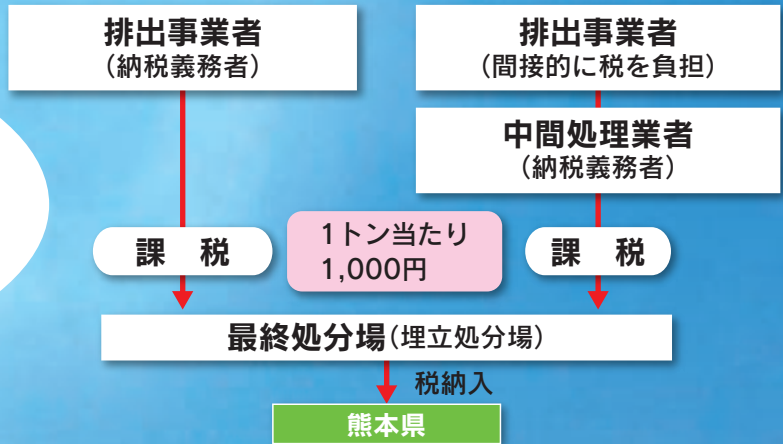 排出事業者
（納税義務者）
排出事業者
（間接的に税を負担）
中間処理業者
（納税義務者）
課　税
1トン当たり
1,000円
課　税
最終処分場（埋立処分場）
税納入
熊本県